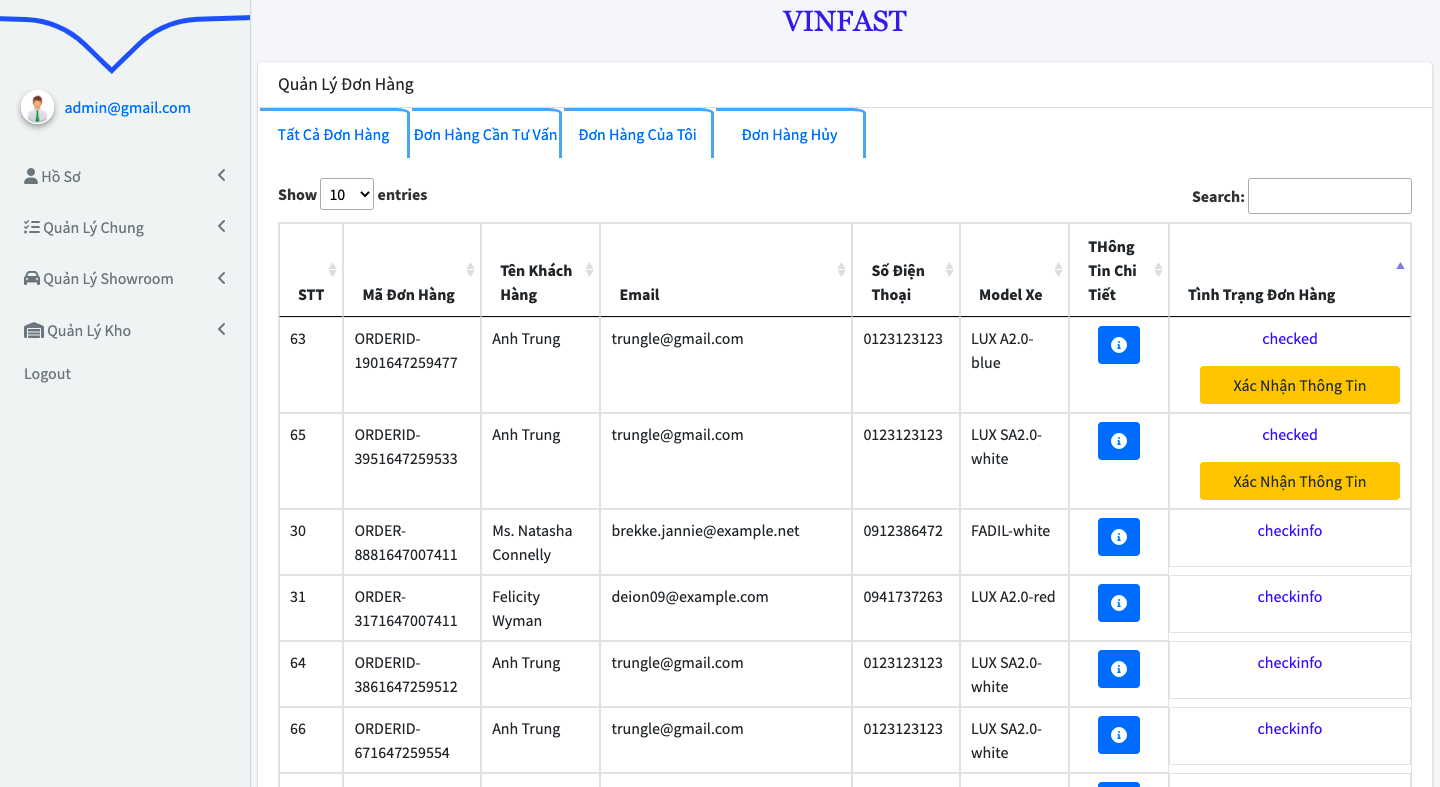 VINFAST
admin@gmail.com
Hồ Sơ
Quản Lý Chung
Quản Lý Showroom
Quản Lý Kho
Logout
Quản Lý Đơn Hàng
Tất Cả Đơn Hàng
Đơn Hàng Cần Tư Vấn
Đơn Hàng Của Tôi
Đơn Hàng Hủy
Show 10 entries
Search:
STT
Mã Đơn Hàng
Tên Khách
Hàng
Email
Số Điện
Thoại
Model Xe
THông
Tin Chi
Tiết
Tình Trạng Đơn Hàng
63
ORDERID-
1901647259477
Anh Trung
trungle@gmail.com
0123123123
LUX A2.0-
blue
checked
Xác Nhận Thông Tin
65
ORDERID-
3951647259533
Anh Trung
trungle@gmail.com
0123123123
LUX SA2.0-
white
checked
Xác Nhận Thông Tin
30
ORDER-
8881647007411
Ms. Natasha
Connelly
brekke.jannie@example.net
0912386472
FADIL-white
checkinfo
31
ORDER-
3171647007411
Felicity
Wyman
deion09@example.com
0941737263
LUX A2.0-red
checkinfo
64
ORDERID-
3861647259512
Anh Trung
trungle@gmail.com
0123123123
LUX SA2.0-
white
checkinfo
66
ORDERID-
671647259554
Anh Trung
trungle@gmail.com
0123123123
LUX SA2.0-
white
checkinfo